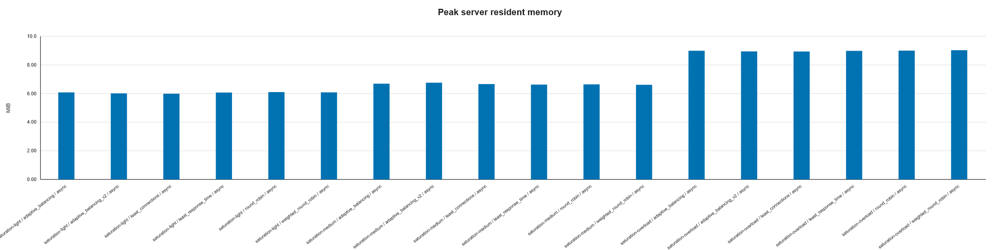 Peak server resident memory
10.0
8.00
6.00
4.00
2.00
0.00
MiB
saturation-light / adaptive_balancing / async
saturation-light / adaptive_balancing_v2 / async
saturation-light / least_connections / async
saturation-light / least_response_time / async
saturation-light / round_robin / async
saturation-light / weighted_round_robin / async
saturation-medium / adaptive_balancing / async
saturation-medium / adaptive_balancing_v2 / async
saturation-medium / least_connections / async
saturation-medium / least_response_time / async
saturation-medium / round_robin / async
saturation-medium / weighted_round_robin / async
saturation-overload / adaptive_balancing / async
saturation-overload / adaptive_balancing_v2 / async
saturation-overload / least_connections / async
saturation-overload / least_response_time / async
saturation-overload / round_robin / async
saturation-overload / weighted_round_robin / async